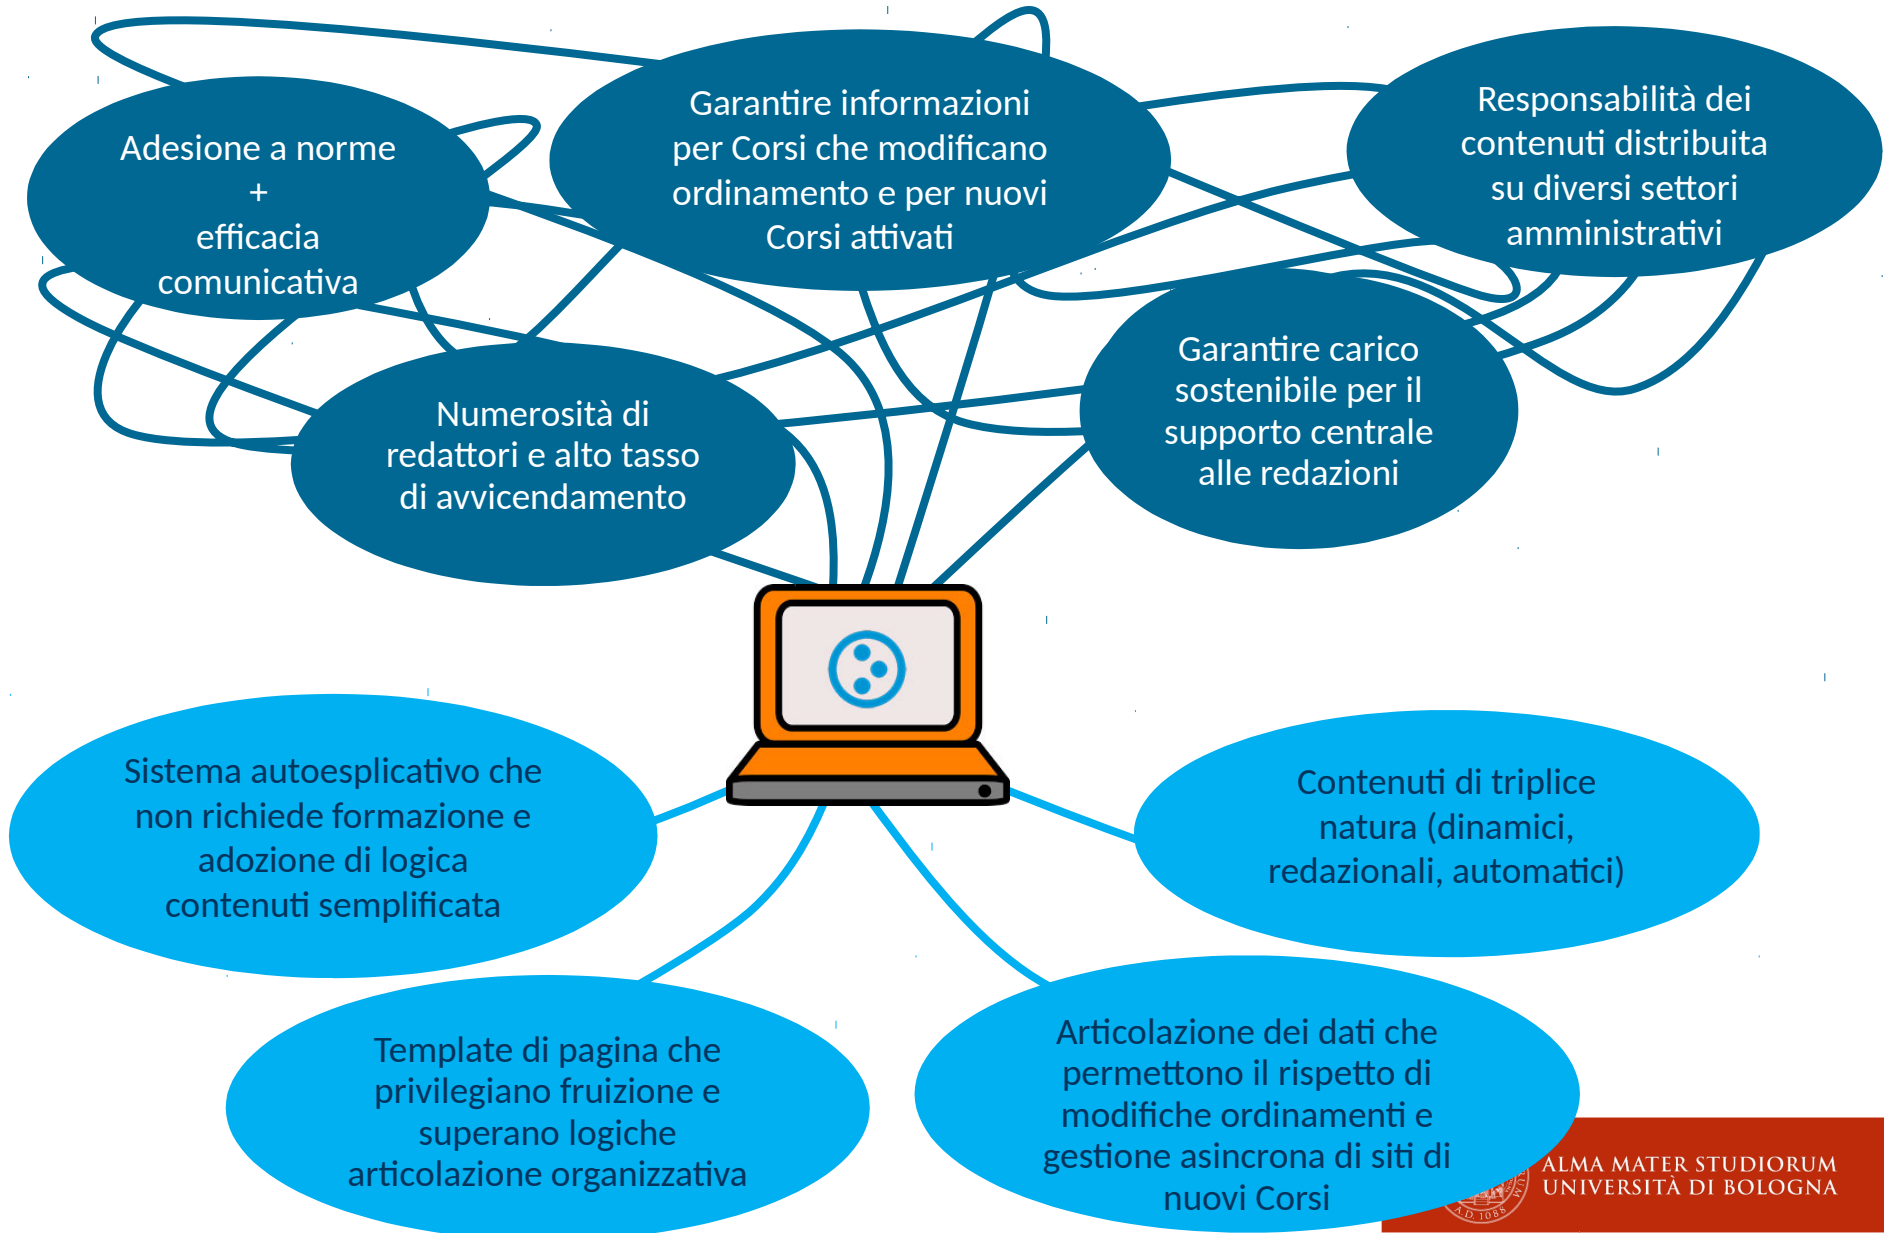 Garantire informazioni
per Corsi che modificano
ordinamento e per nuovi
Corsi attivati
Responsabilità dei
contenuti distribuita
su diversi settori
amministrativi
Adesione a norme
+
efficacia
comunicativa
Garantire carico
sostenibile per il
supporto centrale
alle redazioni
Numerosità di
redattori e alto tasso
di avvicendamento
Sistema autoesplicativo che
non richiede formazione e
adozione di logica
contenuti semplificata
Contenuti di triplice
natura (dinamici,
redazionali, automatici)
Template di pagina che
privilegiano fruizione e
superano logiche
articolazione organizzativa
Articolazione dei dati che
permettono il rispetto di
modifiche ordinamenti e
gestione asincrona di siti di
nuovi Corsi
ALMA MATER STUDIORUM
UNIVERSITÀ DI BOLOGNA
A.D. 1088